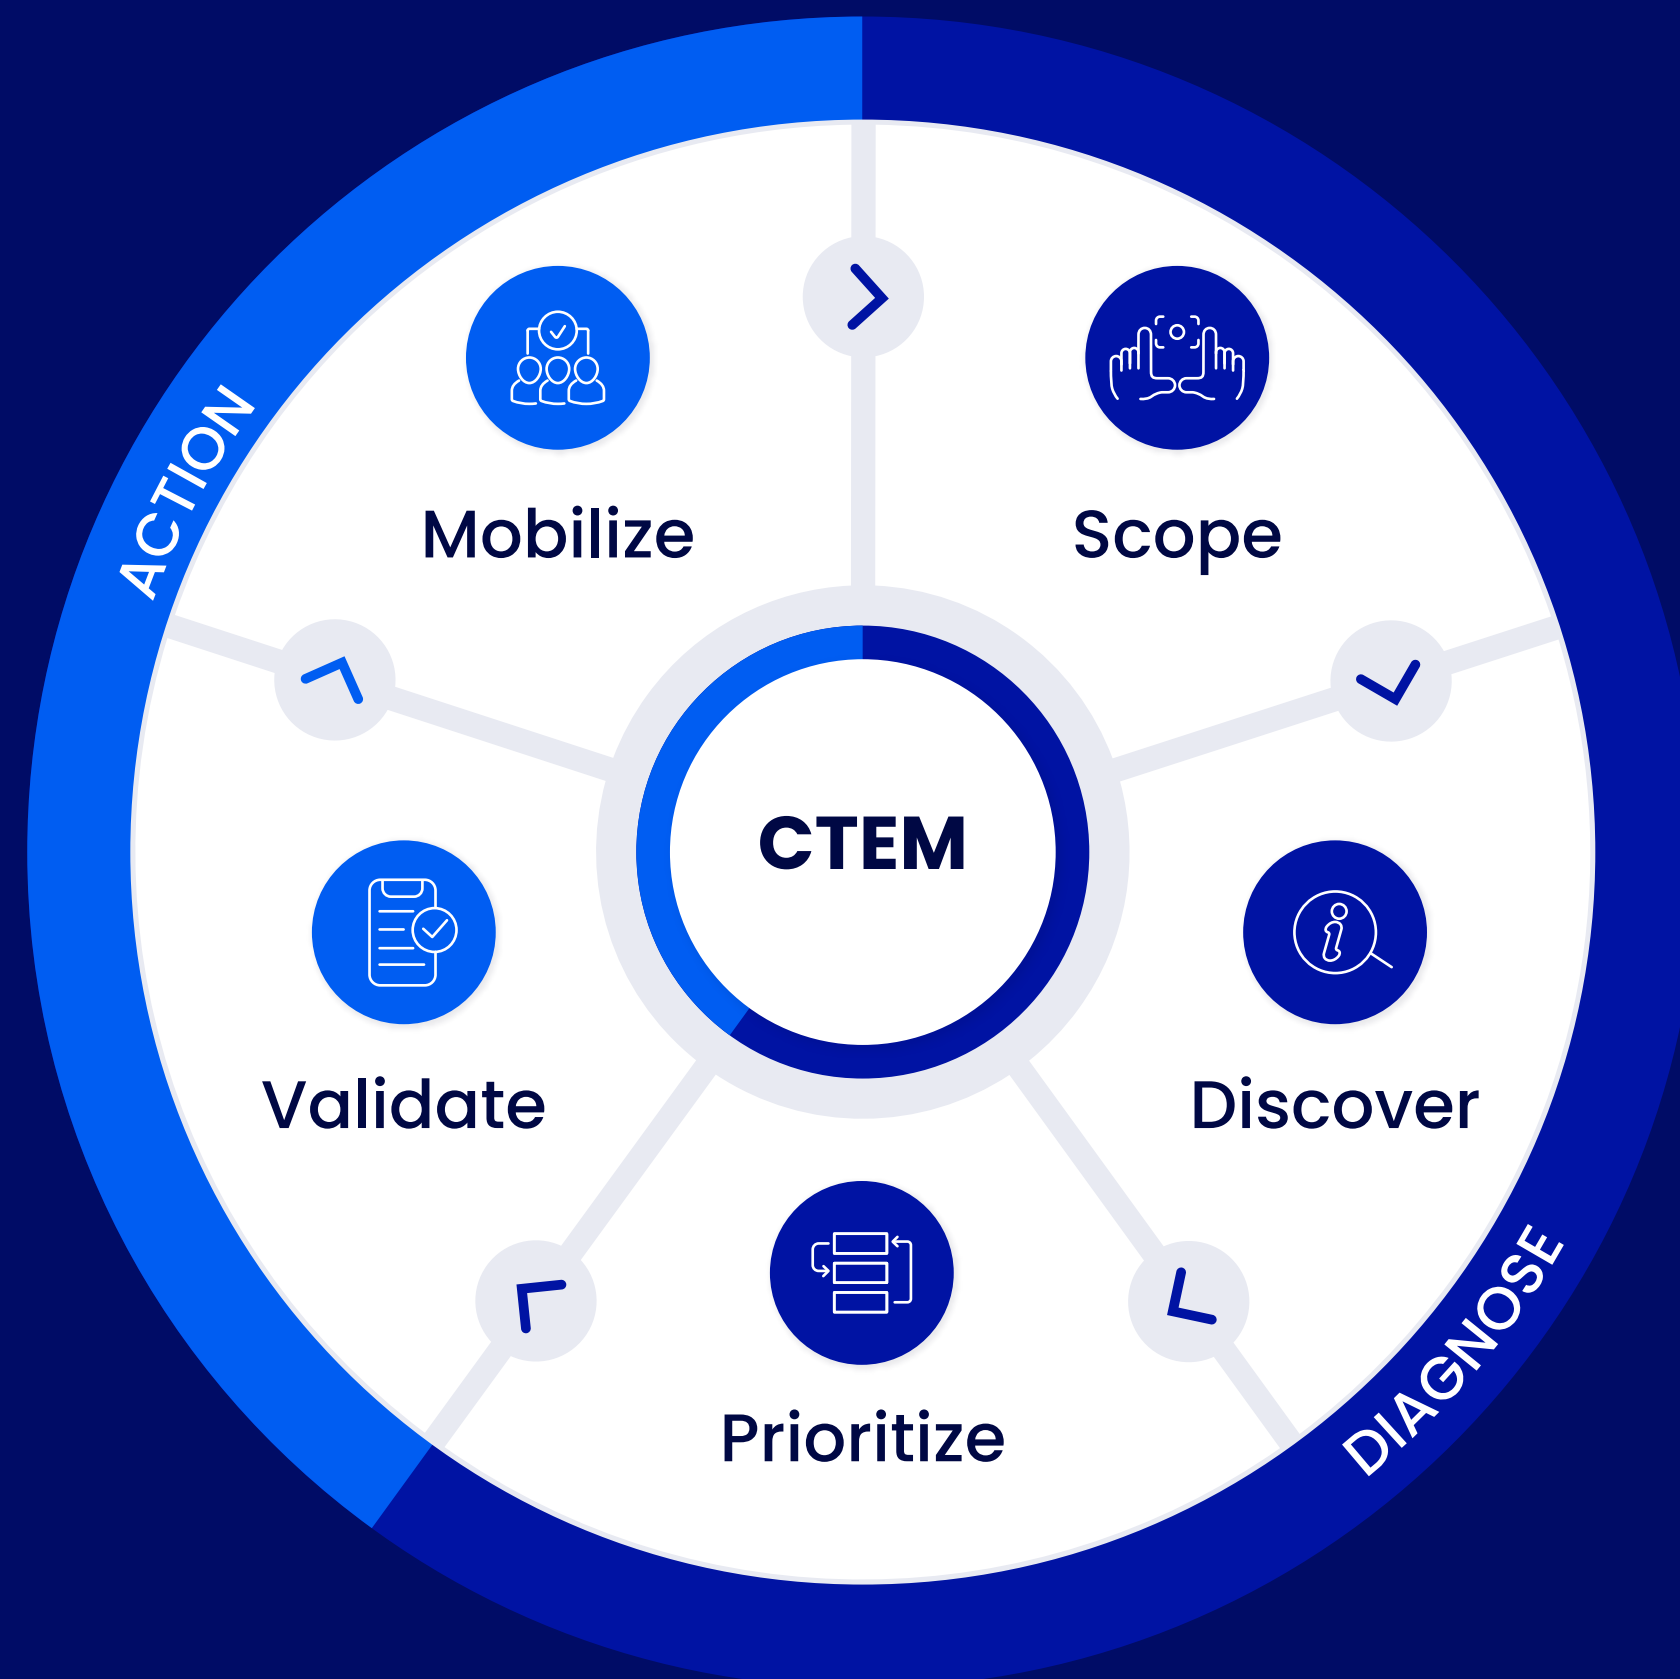 ACTION
Mobilize
Scope
CTEM
Validate
Discover
Prioritize
DIAGNOSE